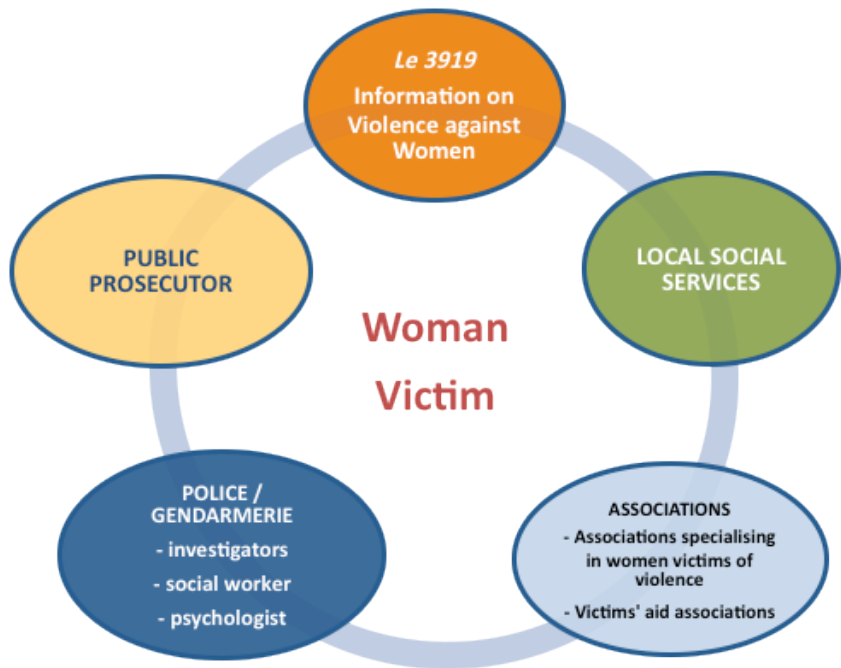 Le 3919
Information on
Violence against
Women
PUBLIC
PROSECUTOR
LOCAL SOCIAL
SERVICES
Woman
Victim
POLICE /
GENDARMERIE
- investigators
- social worker
- psychologist
ASSOCIATIONS
- Associations specialising
in women victims of
violence
- Victims' aid associations